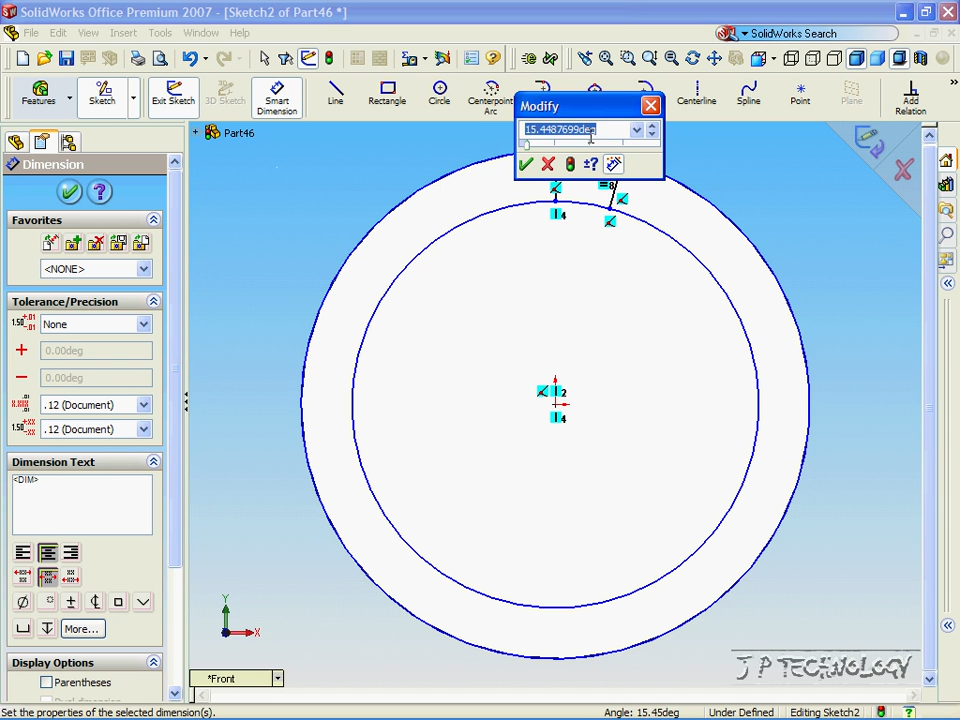 SolidWorks Office Premium 2007 - [Sketch2 of Part46 *]
File Edit View Insert Tools Window Help SolidWorks Search
Features Sketch Exit Sketch 3D Sketch Smart Dimension Line Rectangle Circle Centerpoint Arc Centerline Spline Point Plane Add Relation
Modify
15.4487699deg
±?
Part46
Dimension
Favorites
<NONE>
Tolerance/Precision
None
0.00deg
0.00deg
.12 (Document)
.12 (Document)
Dimension Text
<DIM>
More...
Display Options
Parentheses
8
4
2
4
Y
X
*Front
J P TECHNOLOGY
Set the properties of the selected dimension(s). Angle: 15.45deg Under Defined Editing Sketch2